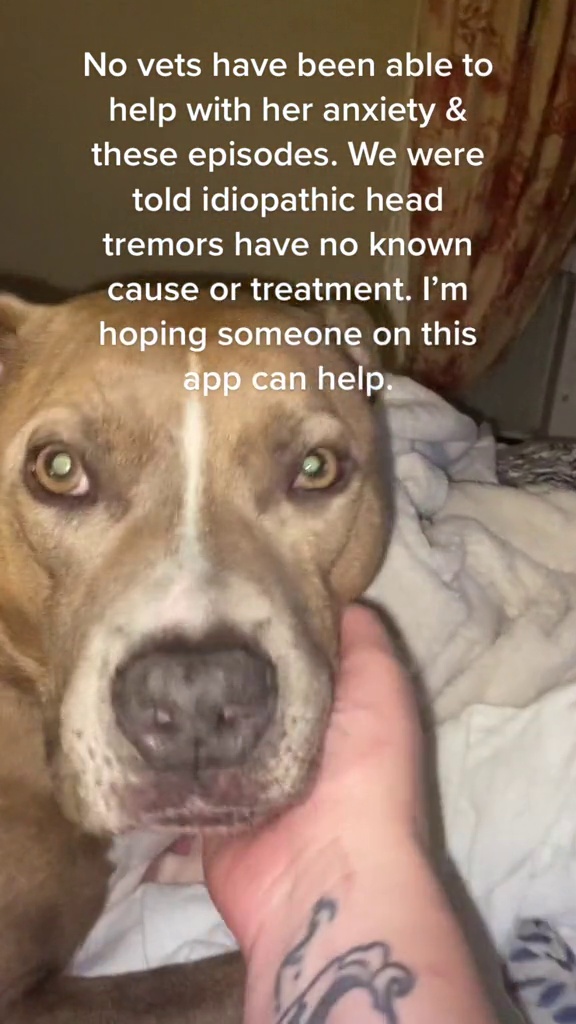 No vets have been able to
help with her anxiety &
these episodes. We were
told idiopathic head
tremors have no known
cause or treatment. I’m
hoping someone on this
app can help.